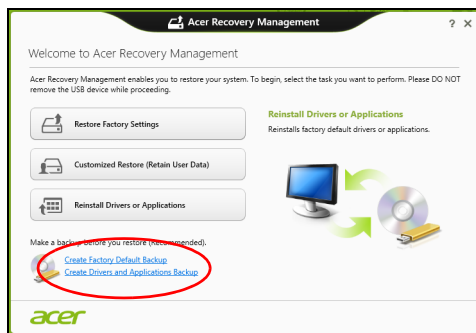 Acer Recovery Management
? ×
Welcome to Acer Recovery Management
Acer Recovery Management enables you to restore your system. To begin, select the task you want to perform. Please DO NOT
remove the USB device while proceeding.
Restore Factory Settings
Customized Restore (Retain User Data)
Reinstall Drivers or Applications
Reinstall Drivers or Applications
Reinstalls factory default drivers or applications.
Make a backup before you restore (Recommended).
Create Factory Default Backup
Create Drivers and Applications Backup
acer